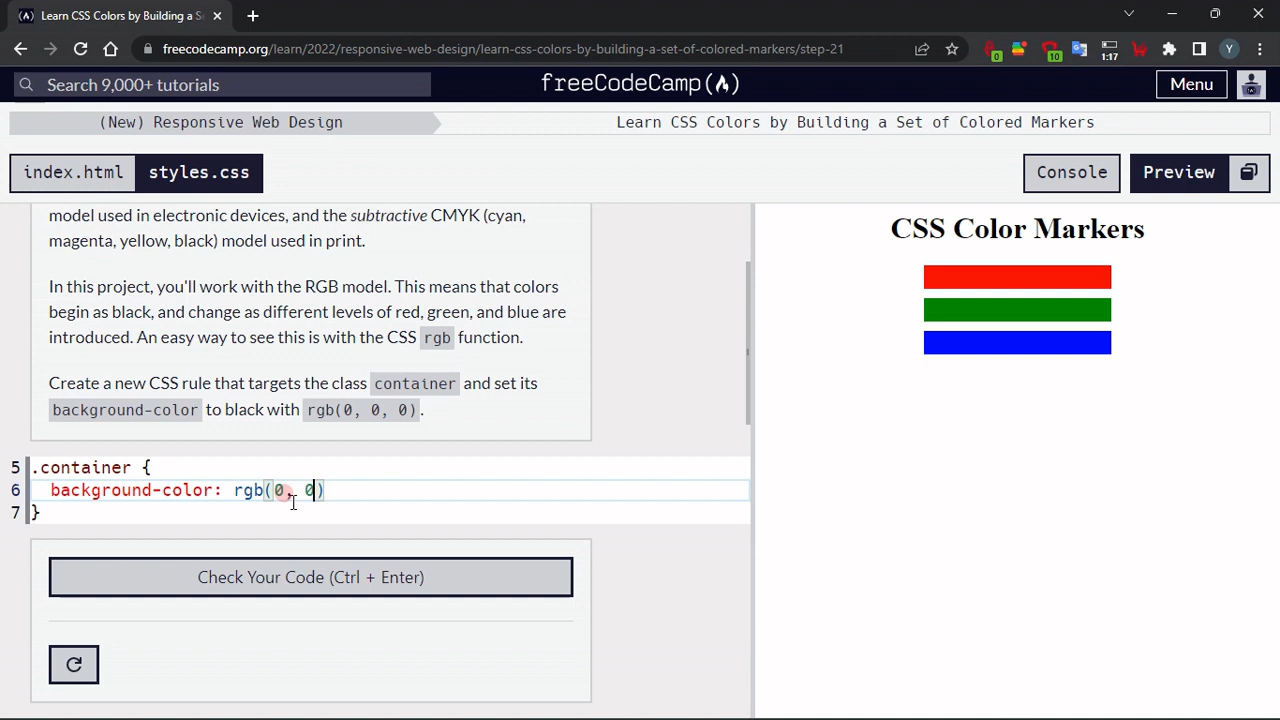 Learn CSS Colors by Building a S
freecodecamp.org/learn/2022/responsive-web-design/learn-css-colors-by-building-a-set-of-colored-markers/step-21
0
10
1:17
Y
Search 9,000+ tutorials
freeCodeCamp
Menu
(New) Responsive Web Design
Learn CSS Colors by Building a Set of Colored Markers
index.html
styles.css
Console
Preview
model used in electronic devices, and the subtractive CMYK (cyan,
magenta, yellow, black) model used in print.
In this project, you'll work with the RGB model. This means that colors
begin as black, and change as different levels of red, green, and blue are
introduced. An easy way to see this is with the CSS rgb function.
Create a new CSS rule that targets the class container and set its
background-color to black with rgb(0, 0, 0).
5 .container {
6 background-color: rgb(0, 0)
7 }
Check Your Code (Ctrl + Enter)
CSS Color Markers